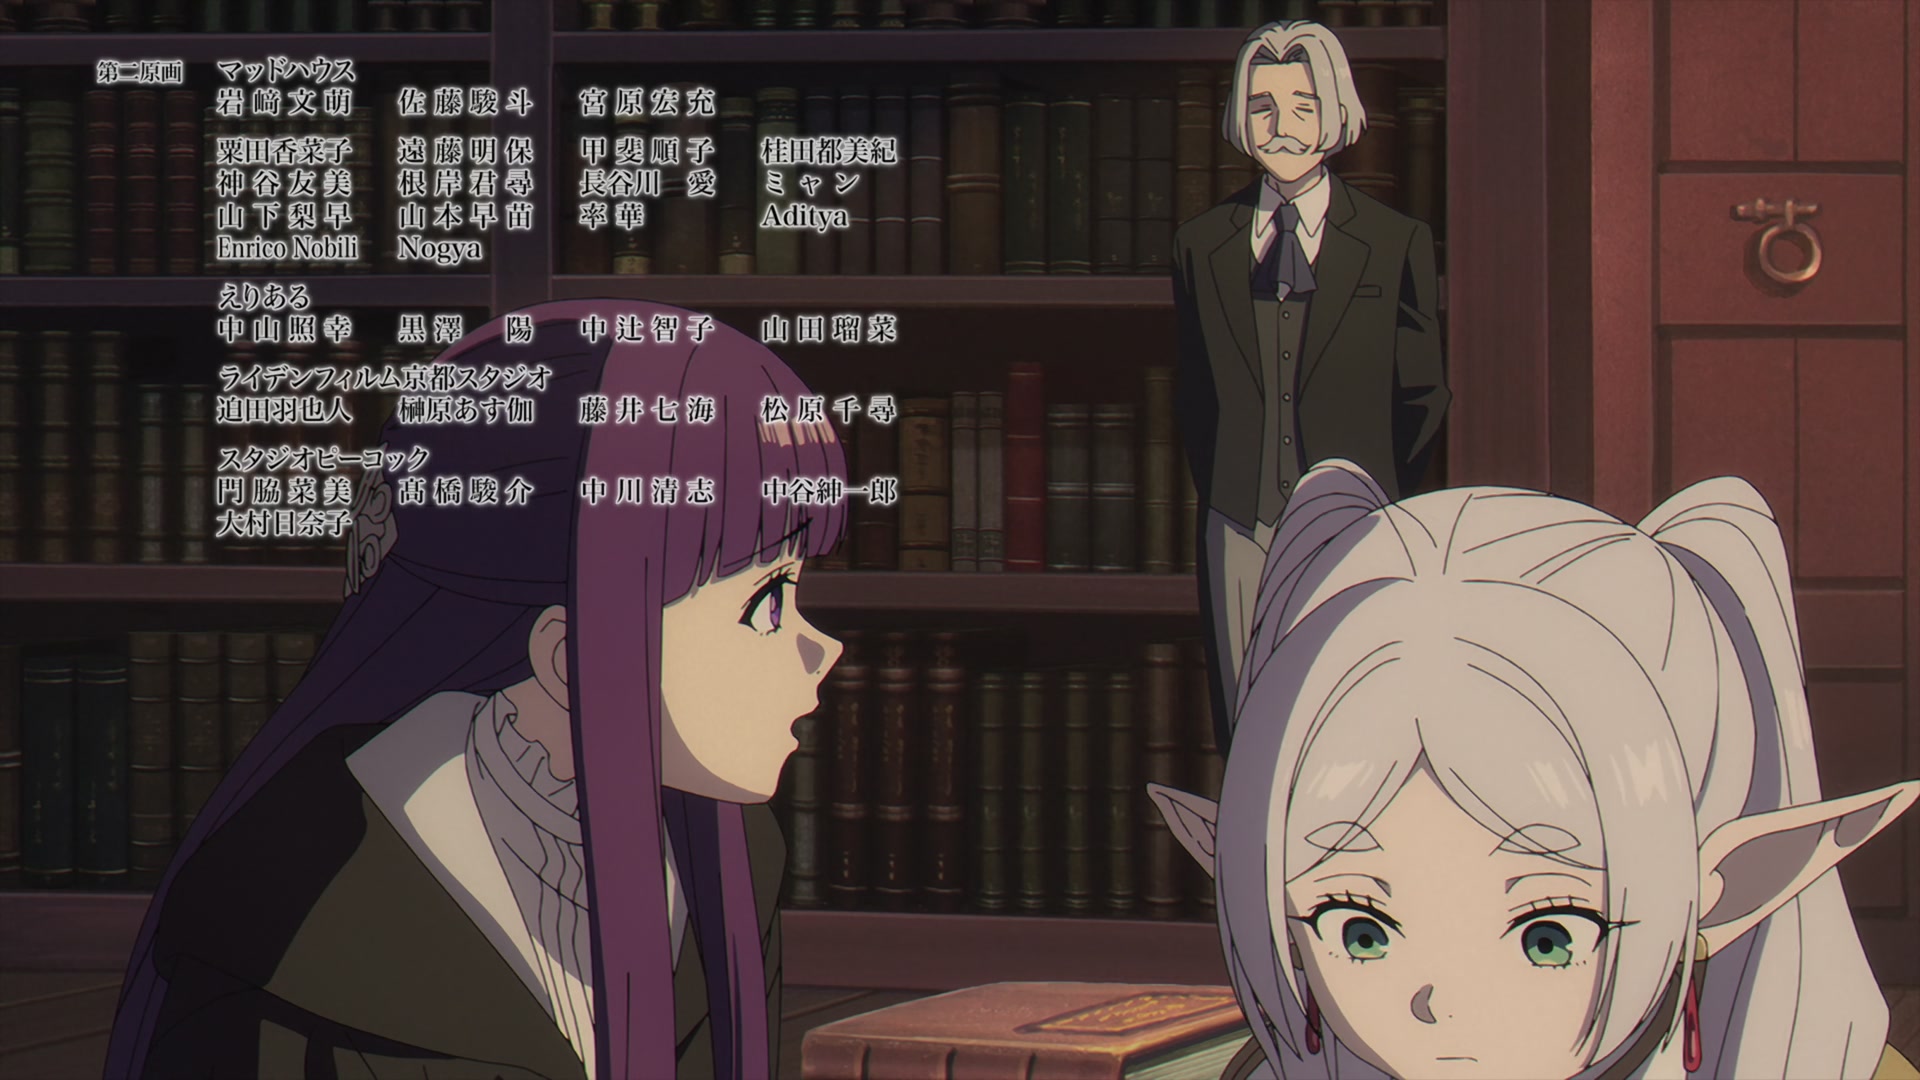 第二原画 マッドハウス
岩﨑文萌 佐藤駿斗 宮原宏充
粟田香菜子 遠藤明保 甲斐順子 桂田都美紀
神谷友美 根岸君尋 長谷川愛 ミャン
山下梨早 山本早苗 率華 Aditya
Enrico Nobili Nogya
えりある
中山照幸 黒澤陽 中辻智子 山田瑠菜
ライデンフィルム京都スタジオ
迫田羽也人 榊原あす伽 藤井七海 松原千尋
スタジオピーコック
門脇菜美 髙橋駿介 中川清志 中谷紳一郎
大村日奈子